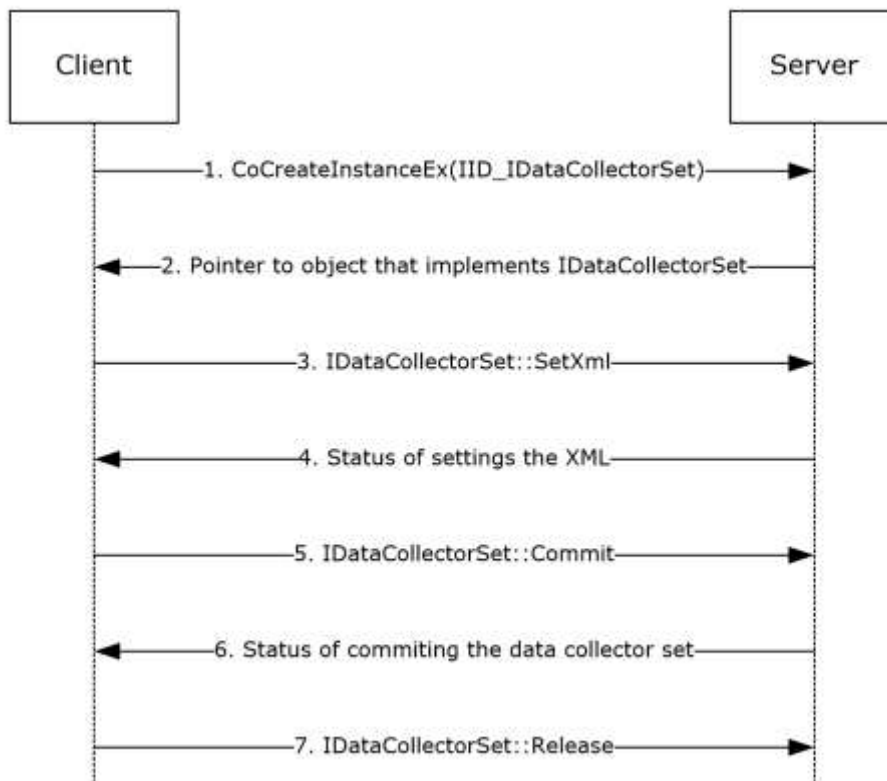 Client
Server
1. CoCreateInstanceEx(IID_IDataCollectorSet)
2. Pointer to object that implements IDataCollectorSet
3. IDataCollectorSet::SetXml
4. Status of settings the XML
5. IDataCollectorSet::Commit
6. Status of commiting the data collector set
7. IDataCollectorSet::Release